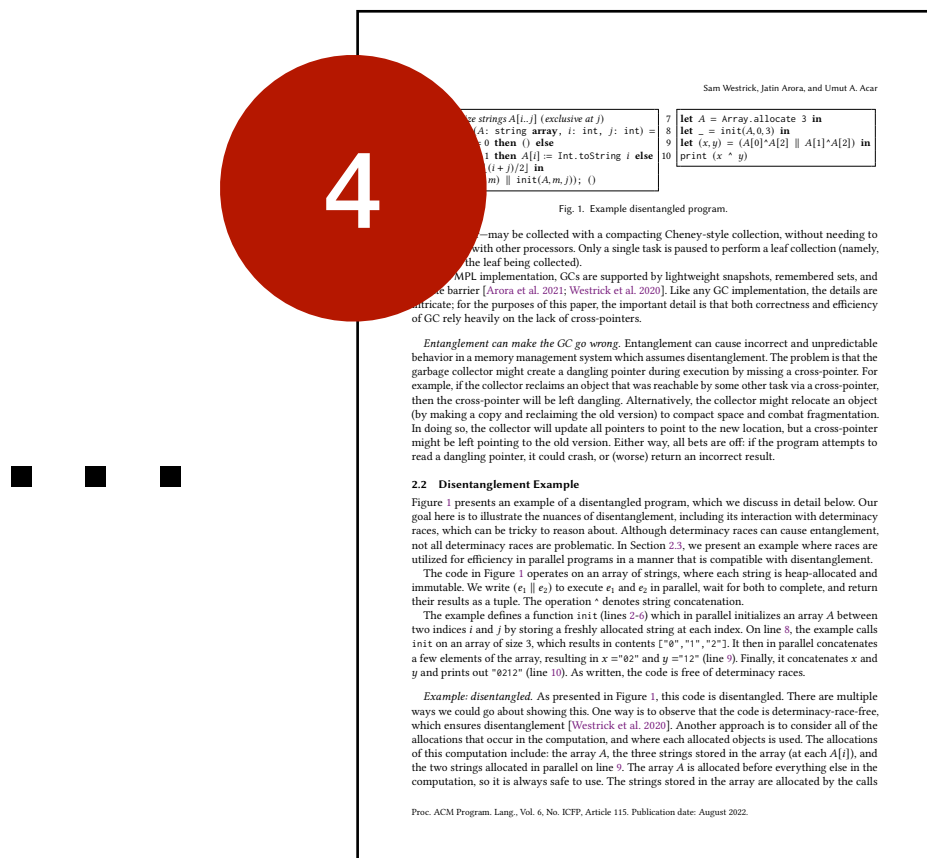 4
Sam Westrick, Jatin Arora, and Umut A. Acar
strings A[i..j] (exclusive at j)
(A: string array, i: int, j: int) =
0 then () else
1 then A[i] := Int.toString i else
(i + j)/2⌋ in
m) ∥ init(A, m, j)); ()
7 let A = Array.allocate 3 in
8 let _ = init(A,0,3) in
9 let (x,y) = (A[0]^A[2] ∥ A[1]^A[2]) in
10 print (x ^ y)
Fig. 1. Example disentangled program.
—may be collected with a compacting Cheney-style collection, without needing to
with other processors. Only a single task is paused to perform a leaf collection (namely,
the leaf being collected).
MPL implementation, GCs are supported by lightweight snapshots, remembered sets, and
barrier [Arora et al. 2021; Westrick et al. 2020]. Like any GC implementation, the details are
intricate; for the purposes of this paper, the important detail is that both correctness and efficiency
of GC rely heavily on the lack of cross-pointers.
Entanglement can make the GC go wrong. Entanglement can cause incorrect and unpredictable
behavior in a memory management system which assumes disentanglement. The problem is that the
garbage collector might create a dangling pointer during execution by missing a cross-pointer. For
example, if the collector reclaims an object that was reachable by some other task via a cross-pointer,
then the cross-pointer will be left dangling. Alternatively, the collector might relocate an object
(by making a copy and reclaiming the old version) to compact space and combat fragmentation.
In doing so, the collector will update all pointers to point to the new location, but a cross-pointer
might be left pointing to the old version. Either way, all bets are off: if the program attempts to
read a dangling pointer, it could crash, or (worse) return an incorrect result.
2.2 Disentanglement Example
Figure 1 presents an example of a disentangled program, which we discuss in detail below. Our
goal here is to illustrate the nuances of disentanglement, including its interaction with determinacy
races, which can be tricky to reason about. Although determinacy races can cause entanglement,
not all determinacy races are problematic. In Section 2.3, we present an example where races are
utilized for efficiency in parallel programs in a manner that is compatible with disentanglement.
The code in Figure 1 operates on an array of strings, where each string is heap-allocated and
immutable. We write (e₁ ∥ e₂) to execute e₁ and e₂ in parallel, wait for both to complete, and return
their results as a tuple. The operation ^ denotes string concatenation.
The example defines a function init (lines 2-6) which in parallel initializes an array A between
two indices i and j by storing a freshly allocated string at each index. On line 8, the example calls
init on an array of size 3, which results in contents ["0","1","2"]. It then in parallel concatenates
a few elements of the array, resulting in x ="02" and y ="12" (line 9). Finally, it concatenates x and
y and prints out "0212" (line 10). As written, the code is free of determinacy races.
Example: disentangled. As presented in Figure 1, this code is disentangled. There are multiple
ways we could go about showing this. One way is to observe that the code is determinacy-race-free,
which ensures disentanglement [Westrick et al. 2020]. Another approach is to consider all of the
allocations that occur in the computation, and where each allocated objects is used. The allocations
of this computation include: the array A, the three strings stored in the array (at each A[i]), and
the two strings allocated in parallel on line 9. The array A is allocated before everything else in the
computation, so it is always safe to use. The strings stored in the array are allocated by the calls
Proc. ACM Program. Lang., Vol. 6, No. ICFP, Article 115. Publication date: August 2022.